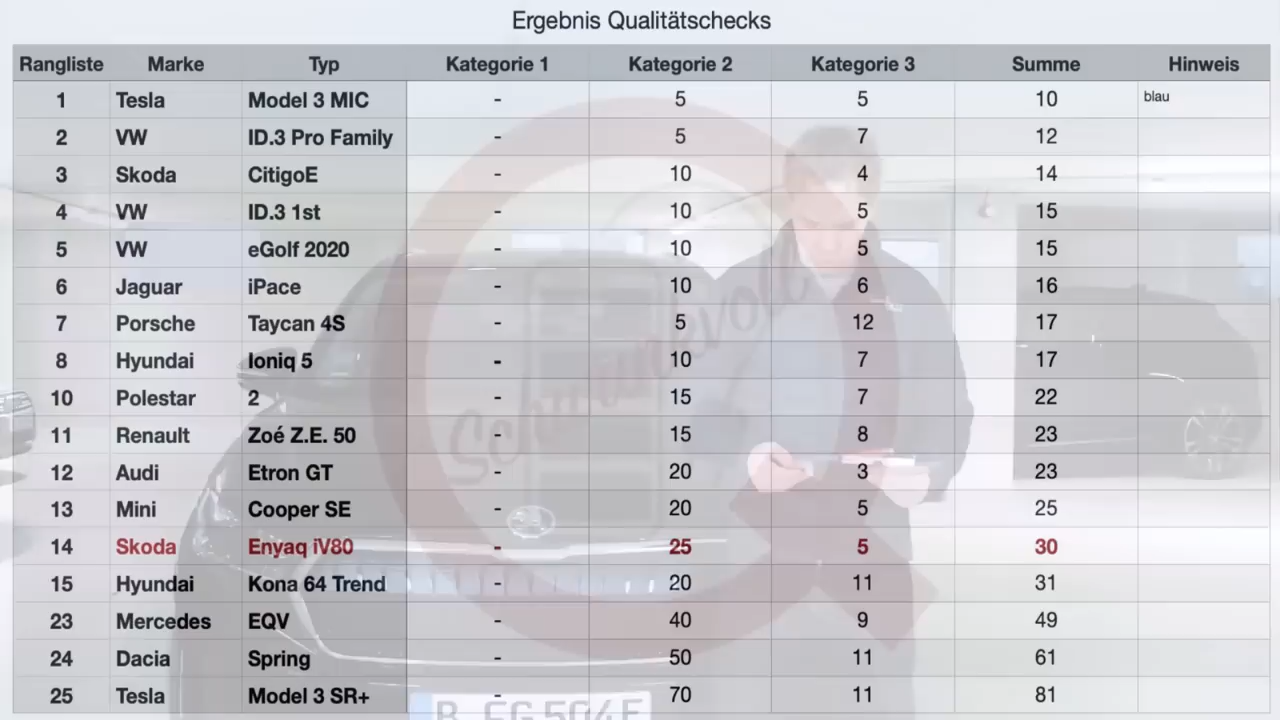 Ergebnis Qualitätschecks
Rangliste Marke Typ Kategorie 1 Kategorie 2 Kategorie 3 Summe Hinweis
1 Tesla Model 3 MIC - 5 5 10 blau
2 VW ID.3 Pro Family - 5 7 12
3 Skoda CitigoE - 10 4 14
4 VW ID.3 1st - 10 5 15
5 VW eGolf 2020 - 10 5 15
6 Jaguar iPace - 10 6 16
7 Porsche Taycan 4S - 5 12 17
8 Hyundai Ioniq 5 - 10 7 17
10 Polestar 2 - 15 7 22
11 Renault Zoé Z.E. 50 - 15 8 23
12 Audi Etron GT - 20 3 23
13 Mini Cooper SE - 20 5 25
14 Skoda Enyaq iV80 - 25 5 30
15 Hyundai Kona 64 Trend - 20 11 31
23 Mercedes EQV - 40 9 49
24 Dacia Spring - 50 11 61
25 Tesla Model 3 SR+ - 70 11 81